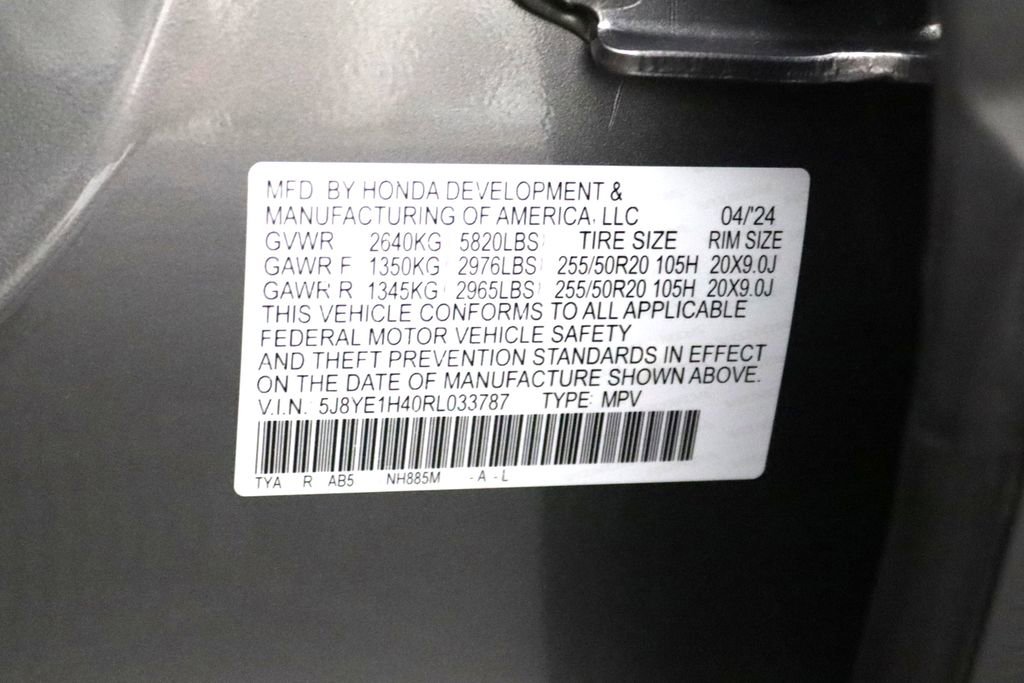 MFD BY HONDA DEVELOPMENT &
MANUFACTURING OF AMERICA, LLC 04/'24
GVWR 2640KG 5820LBS TIRE SIZE RIM SIZE
GAWR F 1350KG 2976LBS 255/50R20 105H 20X9.0J
GAWR R 1345KG 2965LBS 255/50R20 105H 20X9.0J
THIS VEHICLE CONFORMS TO ALL APPLICABLE
FEDERAL MOTOR VEHICLE SAFETY
AND THEFT PREVENTION STANDARDS IN EFFECT
ON THE DATE OF MANUFACTURE SHOWN ABOVE.
V.I.N. 5J8YE1H40RL033787 TYPE: MPV
TYA R AB5 NH885M -A -L